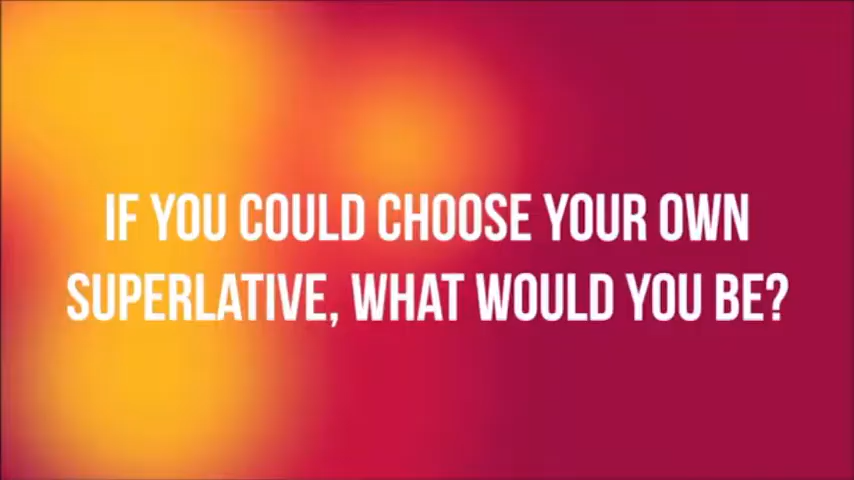 IF YOU COULD CHOOSE YOUR OWN
SUPERLATIVE, WHAT WOULD YOU BE?